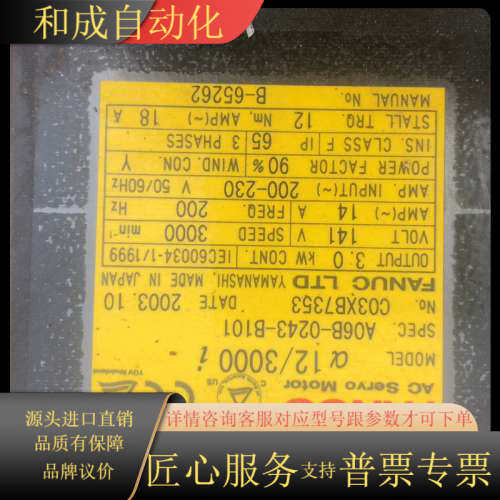 和成自动化
FANUC
AC Servo Motor
MODEL α12/3000 i
SPEC. A06B-0243-B101
No. C03XB7353 DATE 2003.10
FANUC LTD YAMANASHI, MADE IN JAPAN
OUTPUT 3.0 kW CONT. IEC60034-1/1999
VOLT 141 V SPEED 3000 min⁻¹
AMP(~) 14 A FREQ. 200 Hz
AMP. INPUT(~) 200-230 V 50/60Hz
POWER FACTOR 90% WIND. CON. Y
INS. CLASS F IP 65 3 PHASES
STALL TRQ. 12 Nm, AMP(~) 18 A
MANUAL No. B-65262
源头进口直销
品质有保障
品牌议价
详情咨询客服对应型号跟参数才可下单
匠心服务支持普票专票